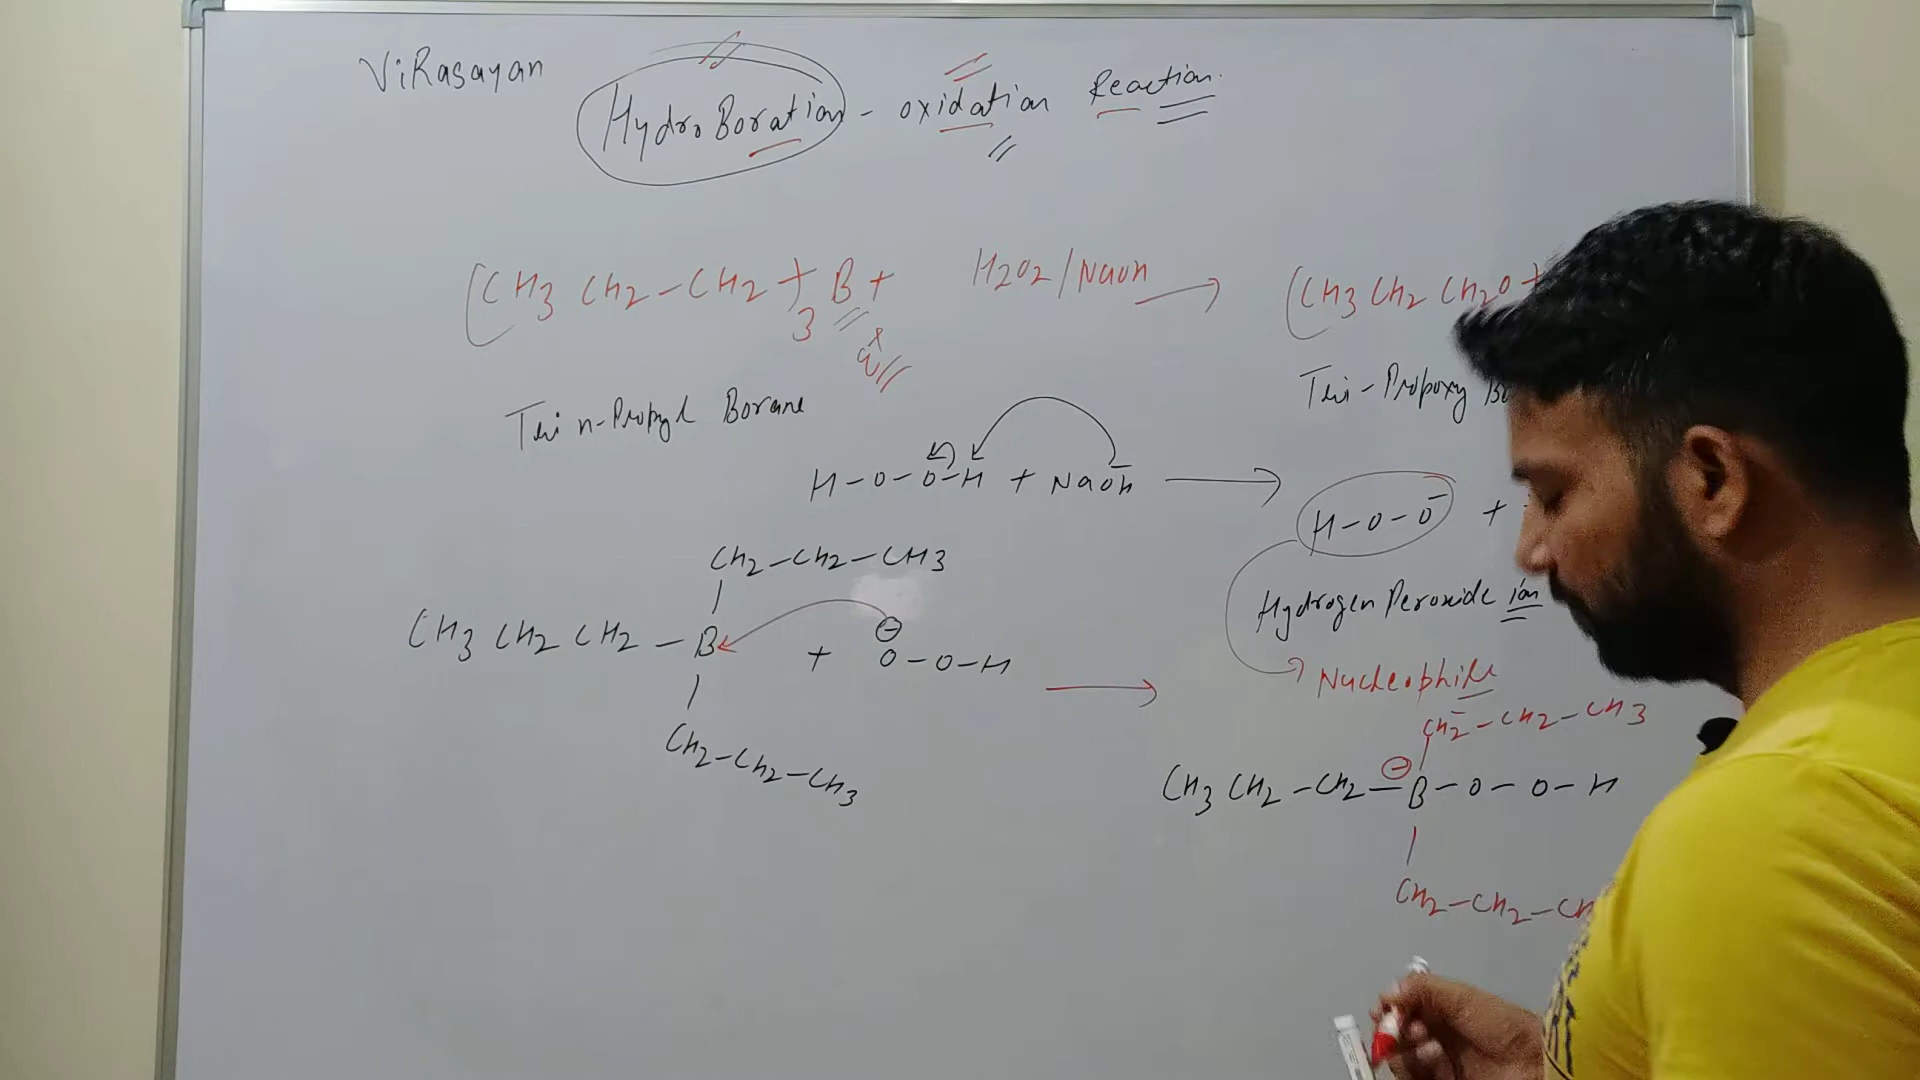 ViRasayan
HydroBoration - oxidation Reaction.
(CH3 CH2-CH2)3 B + H2O2/NaOH → (CH3 CH2 CH2O
Tri n-Propyl Borane
Tri-Propoxy Bo
H-O-O-H + NaOH → H-O-O⁻ +
Hydrogen Peroxide ion
Nucleophile
CH2-CH2-CH3
CH3 CH2 CH2 - B + ⊖O-O-H →
CH2-CH2-CH3
CH2-CH2-CH3
CH3 CH2-CH2-⊖B-O-O-H
CH2-CH2-CH